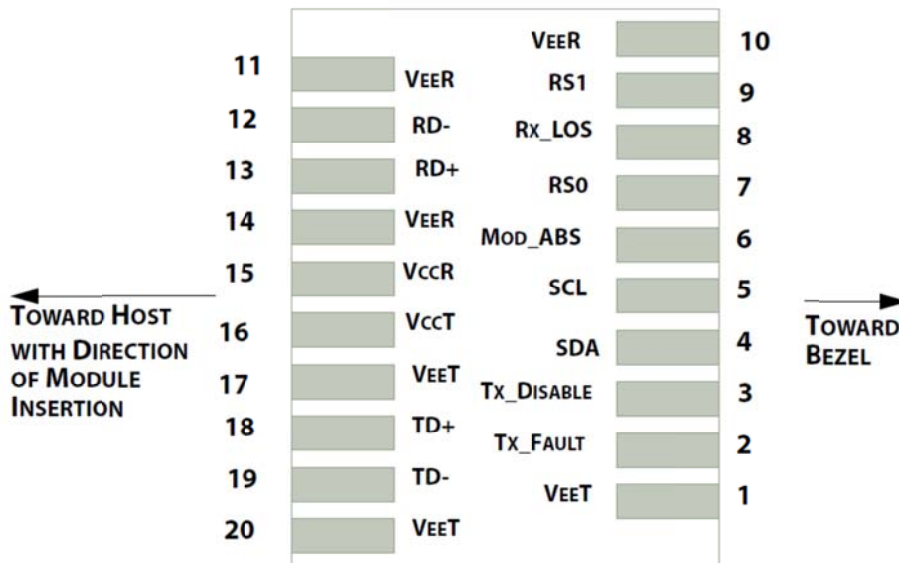 11 VEER
12 RD-
13 RD+
14 VEER
15 VCCR
16 VCCT
17 VEET
18 TD+
19 TD-
20 VEET
VEER 10
RS1 9
RX_LOS 8
RS0 7
MOD_ABS 6
SCL 5
SDA 4
TX_DISABLE 3
TX_FAULT 2
VEET 1
TOWARD HOST
WITH DIRECTION
OF MODULE
INSERTION
TOWARD
BEZEL